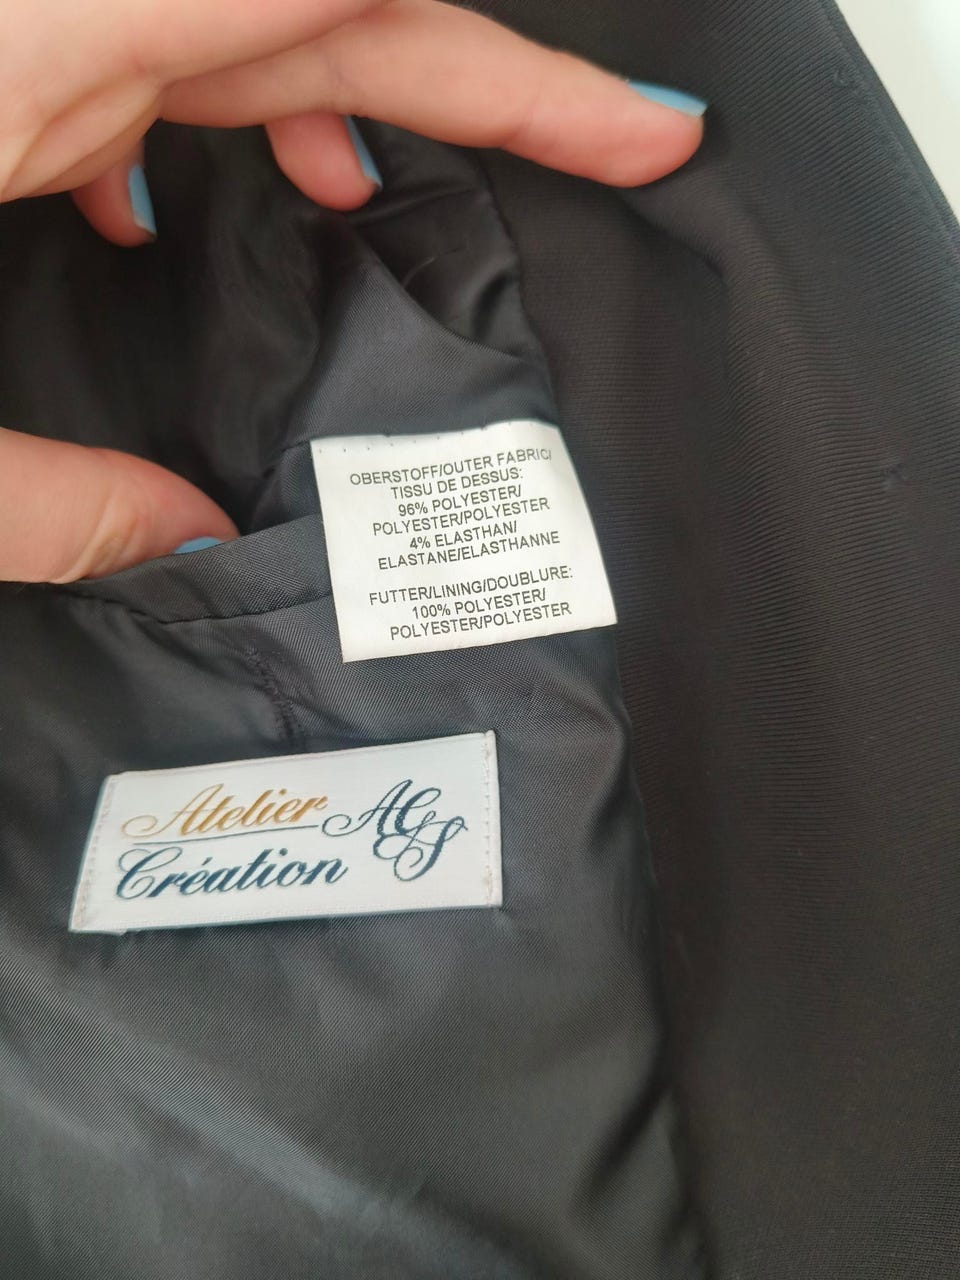 OBERSTOFF/OUTER FABRIC/
TISSU DE DESSUS:
96% POLYESTER/
POLYESTER/POLYESTER
4% ELASTHAN/
ELASTANE/ELASTHANNE
FUTTER/LINING/DOUBLURE:
100% POLYESTER/
POLYESTER/POLYESTER
Atelier ACS
Création